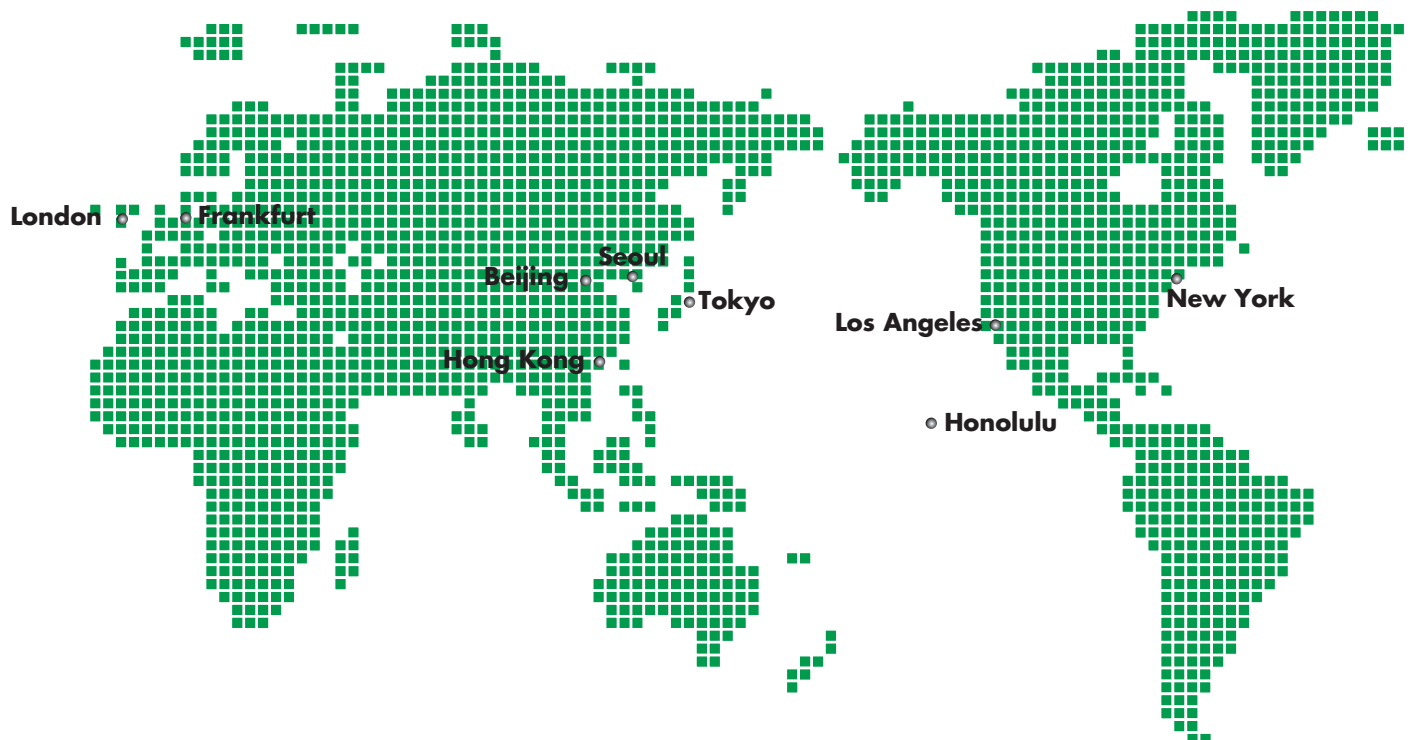 London
Frankfurt
Seoul
Beijing
Tokyo
New York
Los Angeles
Hong Kong
Honolulu